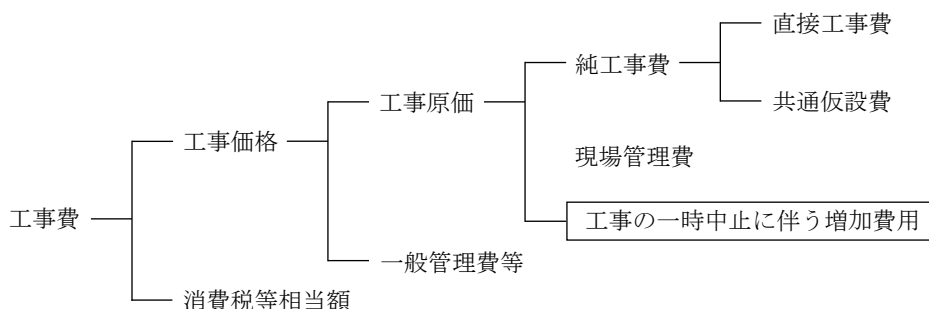 直接工事費
純工事費
工事原価
共通仮設費
工事価格
現場管理費
工事費
工事の一時中止に伴う増加費用
一般管理費等
消費税等相当額